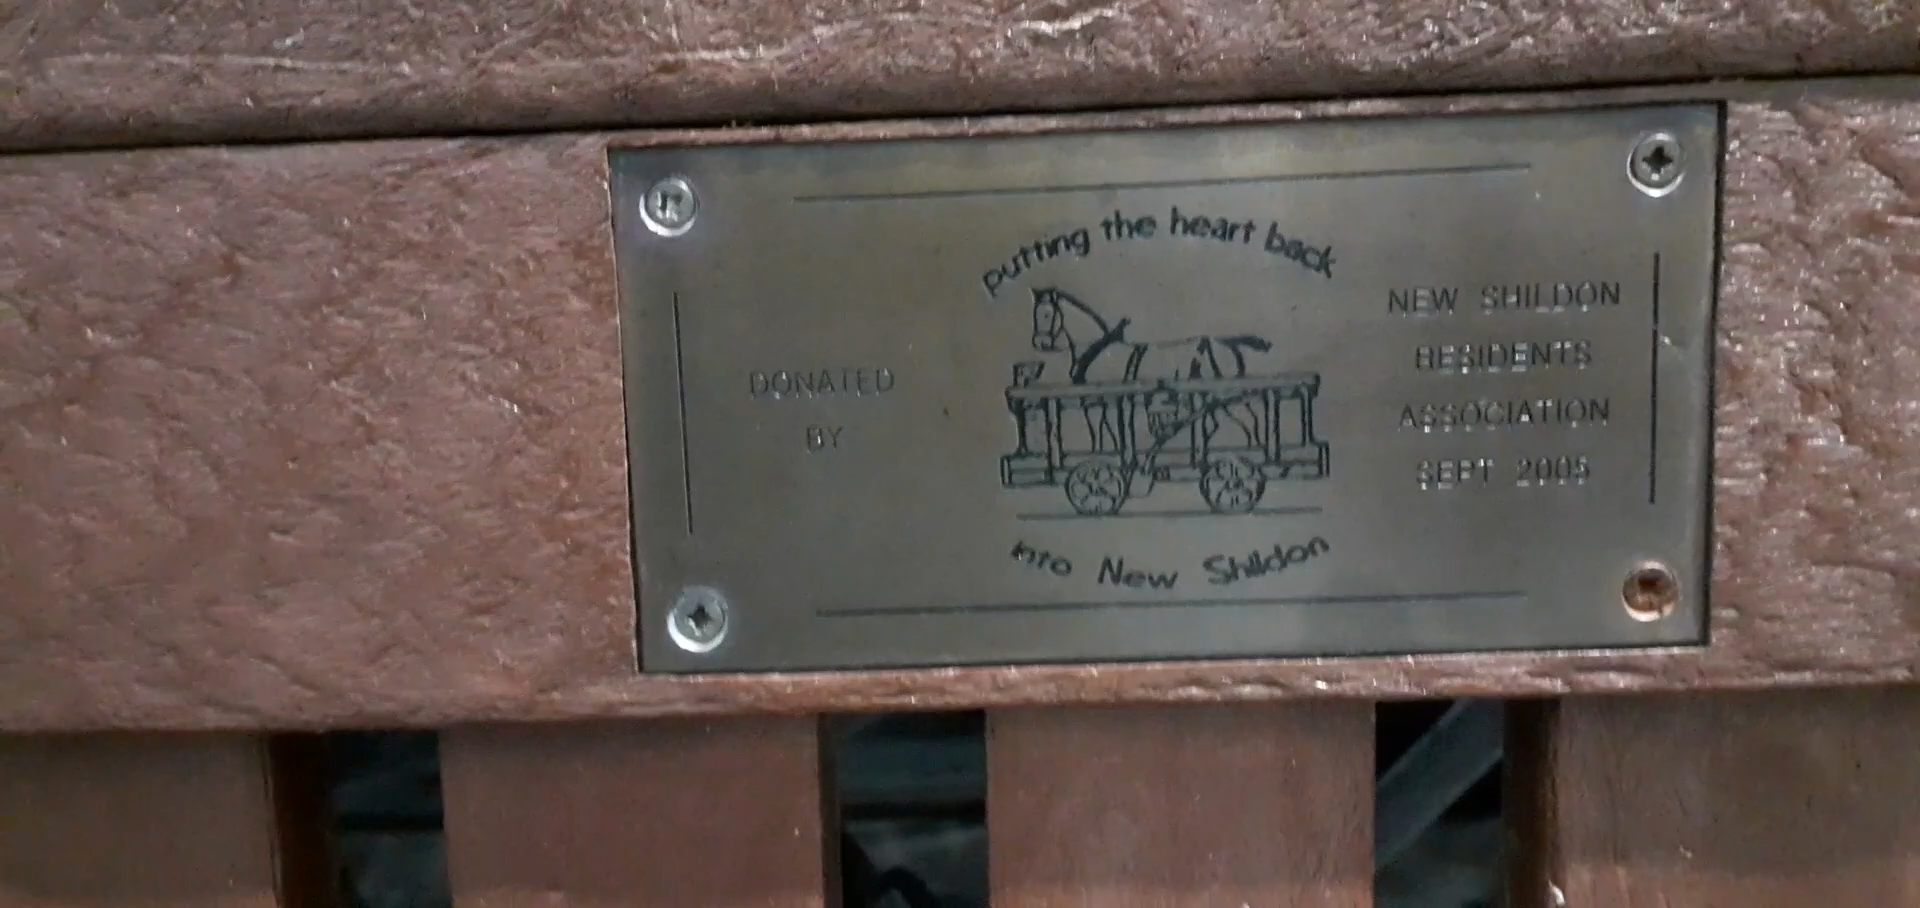 DONATED
BY
putting the heart back
into New Shildon
NEW SHILDON
RESIDENTS
ASSOCIATION
SEPT 2005